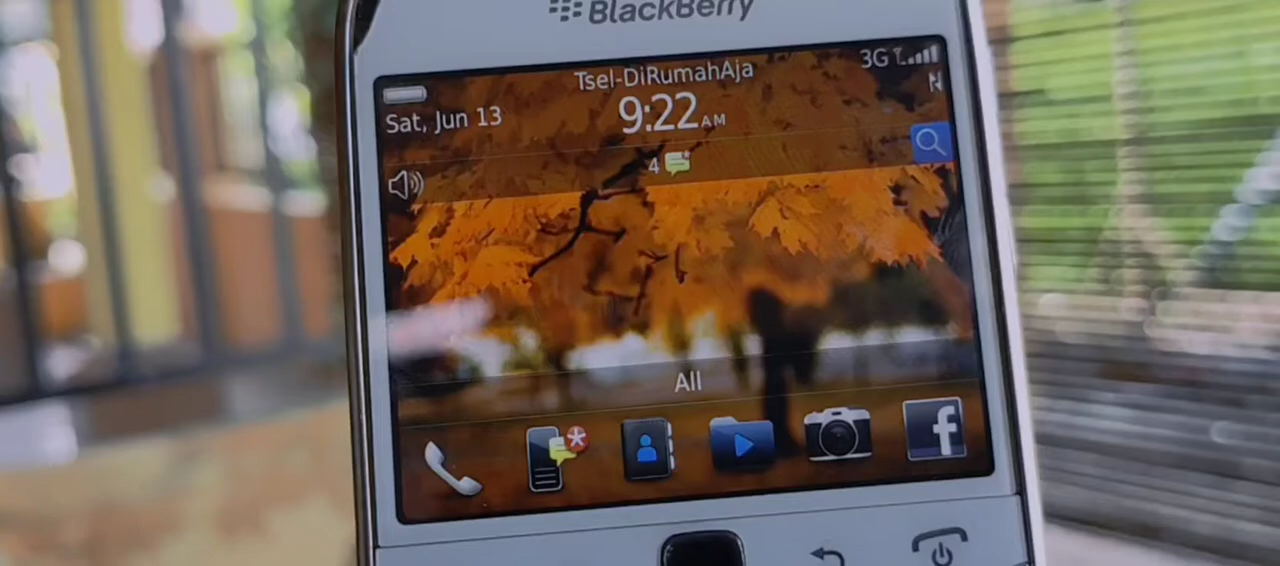 BlackBerry
Tsel-DiRumahAja
3G
Sat, Jun 13
9:22 AM
4
All
f